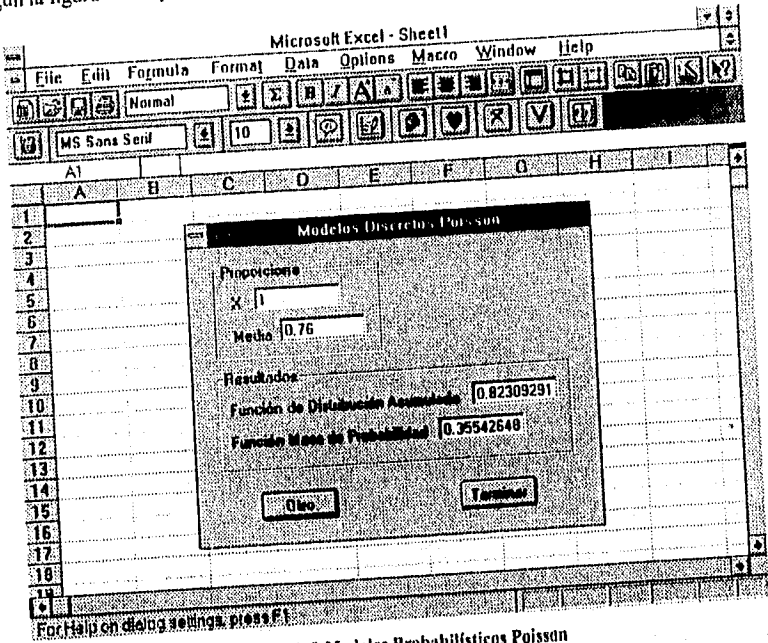 la figura
Microsoft Excel - Sheet1
File Edit Formula Format Data Options Macro Window Help
Normal
MS Sans Serif 10
A1
A B C D E F G H I
1
2
3
4
5
6
7
8
9
10
11
12
13
14
15
16
17
18
Modelos Discretos Poisson
Proporcione
X 1
Media 0.76
Resultados
Función de Distribución Acumulada 0.82309291
Función Masa de Probabilidad 0.35542648
Otro Terminar
For Help on dialog settings, press F1
Modelos Probabilísticos Poisson